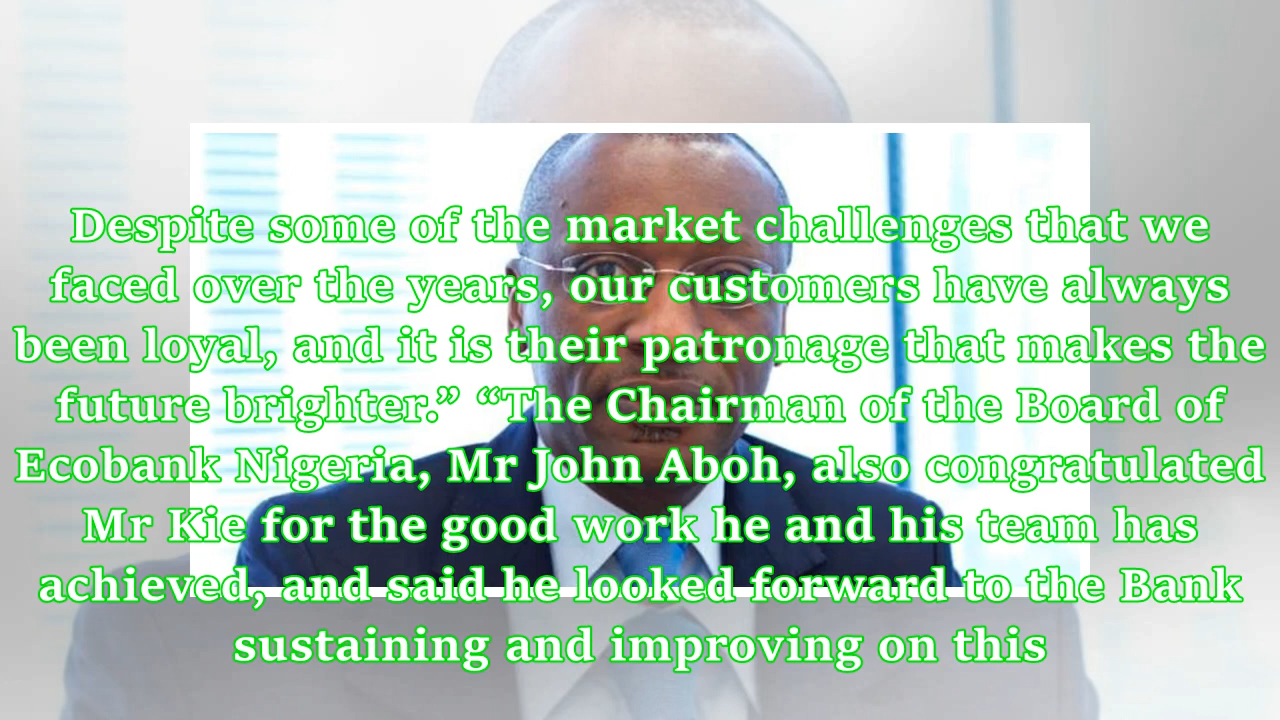 Despite some of the market challenges that we
faced over the years, our customers have always
been loyal, and it is their patronage that makes the
future brighter.” “The Chairman of the Board of
Ecobank Nigeria, Mr John Aboh, also congratulated
Mr Kie for the good work he and his team has
achieved, and said he looked forward to the Bank
sustaining and improving on this